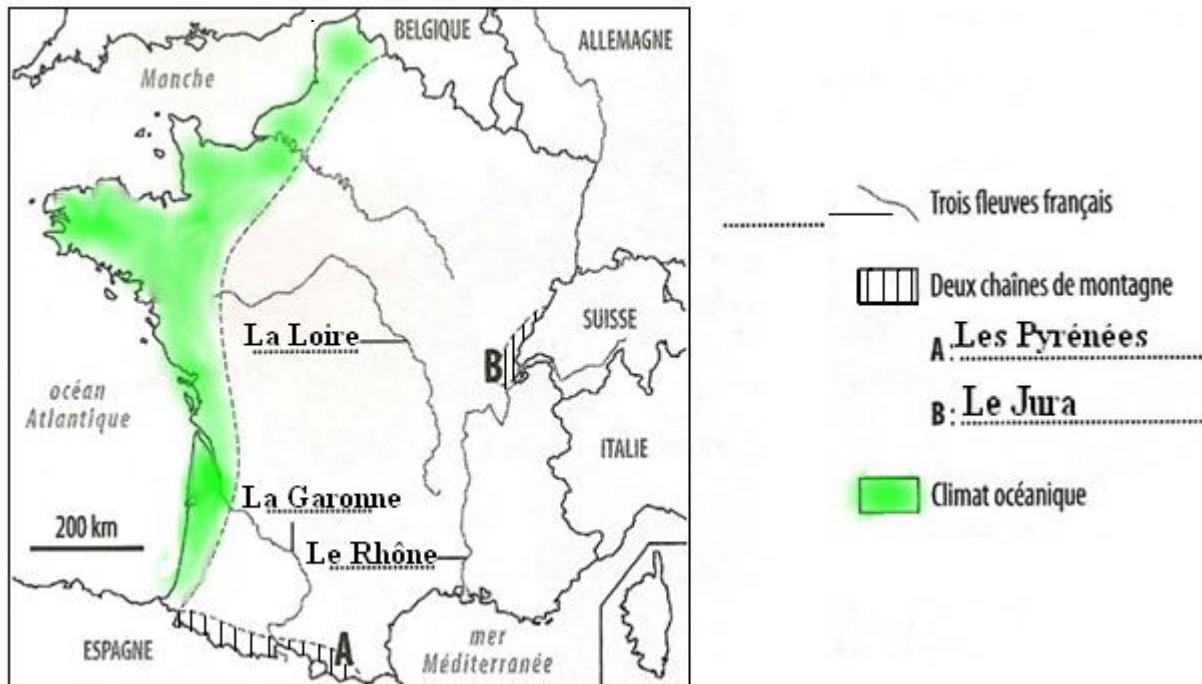 BELGIQUE
ALLEMAGNE
Manche
La Loire
SUISSE
B
océan
Atlantique
ITALIE
La Garonne
200 km
Le Rhône
ESPAGNE
A
mer
Méditerranée
Trois fleuves français
Deux chaînes de montagne
A. Les Pyrénées
B. Le Jura
Climat océanique